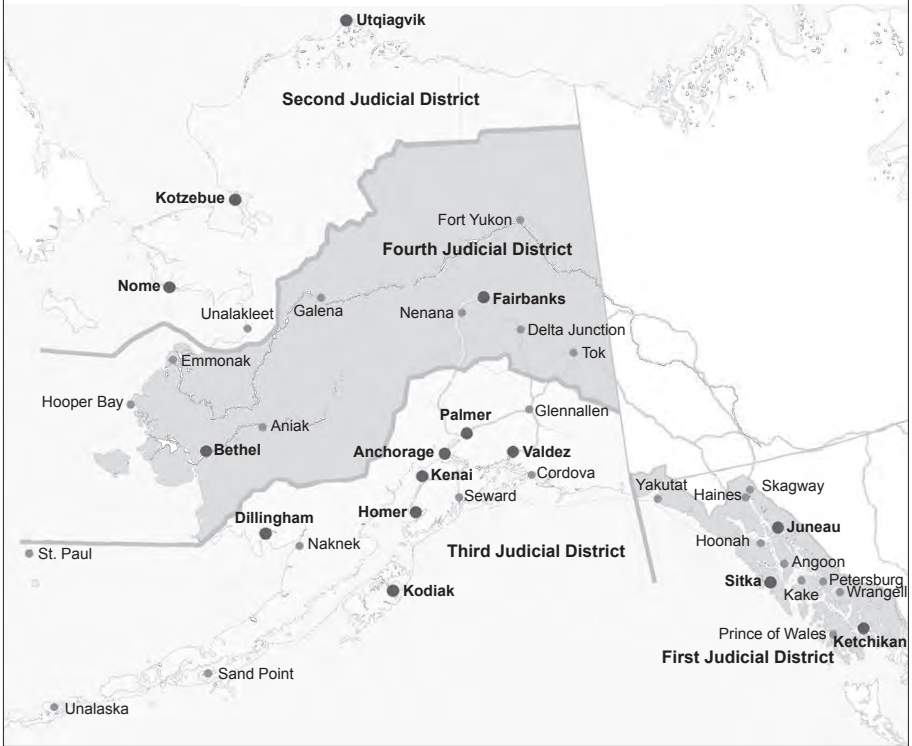 Utqiagvik
Second Judicial District
Kotzebue
Fort Yukon
Fourth Judicial District
Nome
Unalakleet
Galena
Nenana
Fairbanks
Delta Junction
Tok
Emmonak
Hooper Bay
Aniak
Bethel
Palmer
Glennallen
Anchorage
Valdez
Kenai
Cordova
Seward
Homer
Dillingham
Naknek
St. Paul
Third Judicial District
Kodiak
Sand Point
Unalaska
Yakutat
Haines
Skagway
Juneau
Hoonah
Angoon
Sitka
Kake
Petersburg
Wrangell
Prince of Wales
Ketchikan
First Judicial District